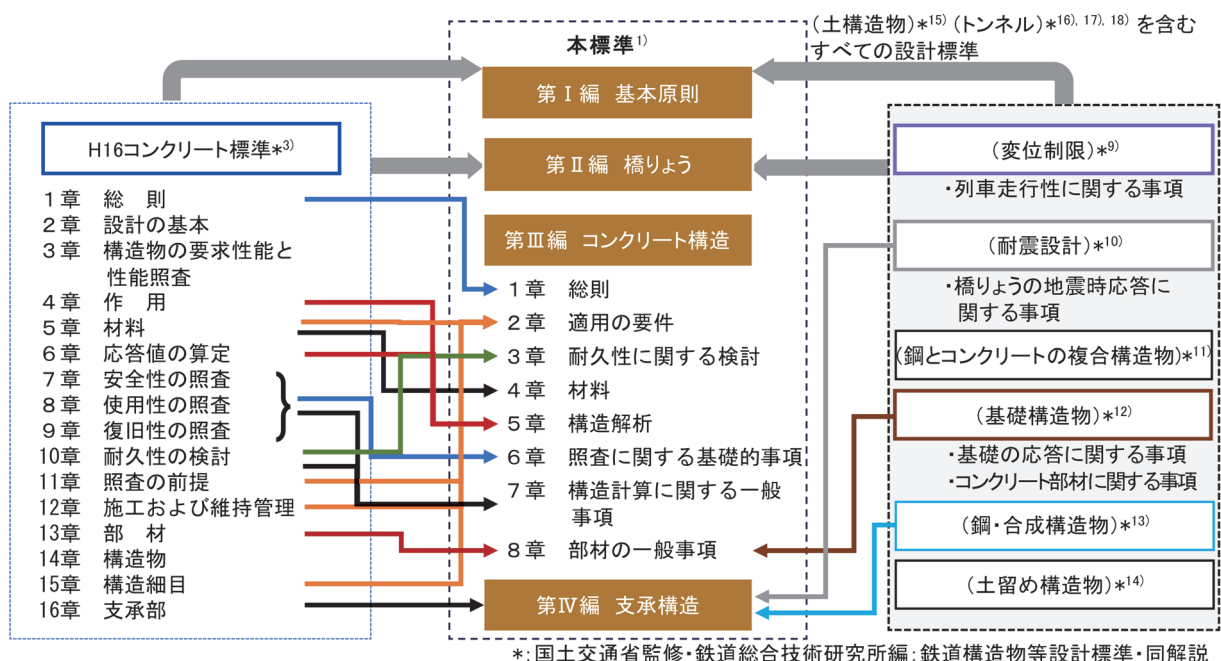 (土構造物)*15) (トンネル)*16), 17), 18) を含む
すべての設計標準
本標準1)
第Ⅰ編 基本原則
第Ⅱ編 橋りょう
第Ⅲ編 コンクリート構造
1章 総則
2章 適用の要件
3章 耐久性に関する検討
4章 材料
5章 構造解析
6章 照査に関する基礎的事項
7章 構造計算に関する一般
事項
8章 部材の一般事項
第Ⅳ編 支承構造
H16コンクリート標準*3)
1章 総 則
2章 設計の基本
3章 構造物の要求性能と
性能照査
4章 作 用
5章 材料
6章 応答値の算定
7章 安全性の照査
8章 使用性の照査
9章 復旧性の照査
10章 耐久性の検討
11章 照査の前提
12章 施工および維持管理
13章 部 材
14章 構造物
15章 構造細目
16章 支承部
(変位制限)*9)
・列車走行性に関する事項
(耐震設計)*10)
・橋りょうの地震時応答に
関する事項
(鋼とコンクリートの複合構造物)*11)
(基礎構造物)*12)
・基礎の応答に関する事項
・コンクリート部材に関する事項
(鋼・合成構造物)*13)
(土留め構造物)*14)
*:国土交通省監修・鉄道総合技術研究所編:鉄道構造物等設計標準・同解説